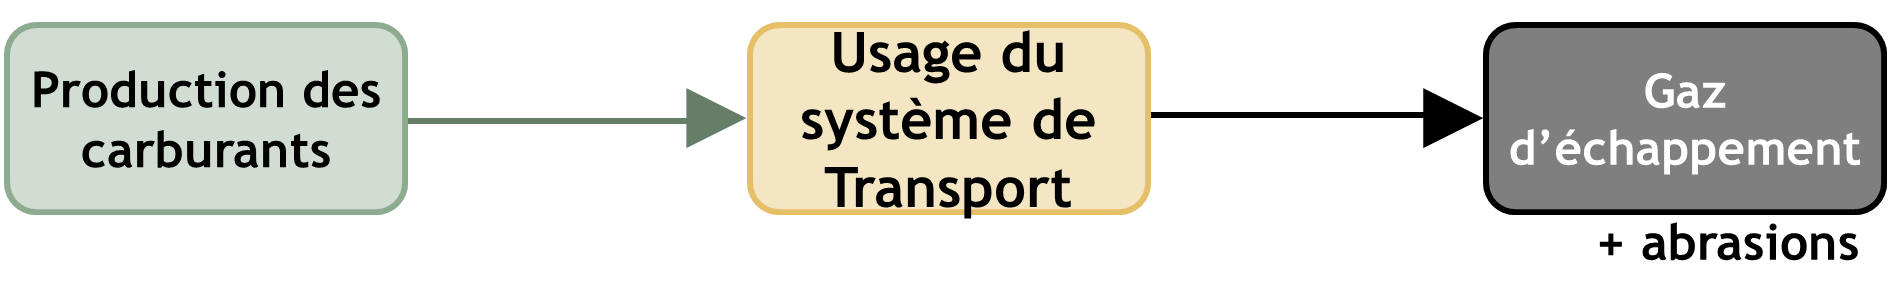 Production des
carburants
Usage du
système de
Transport
Gaz
d’échappement
+ abrasions